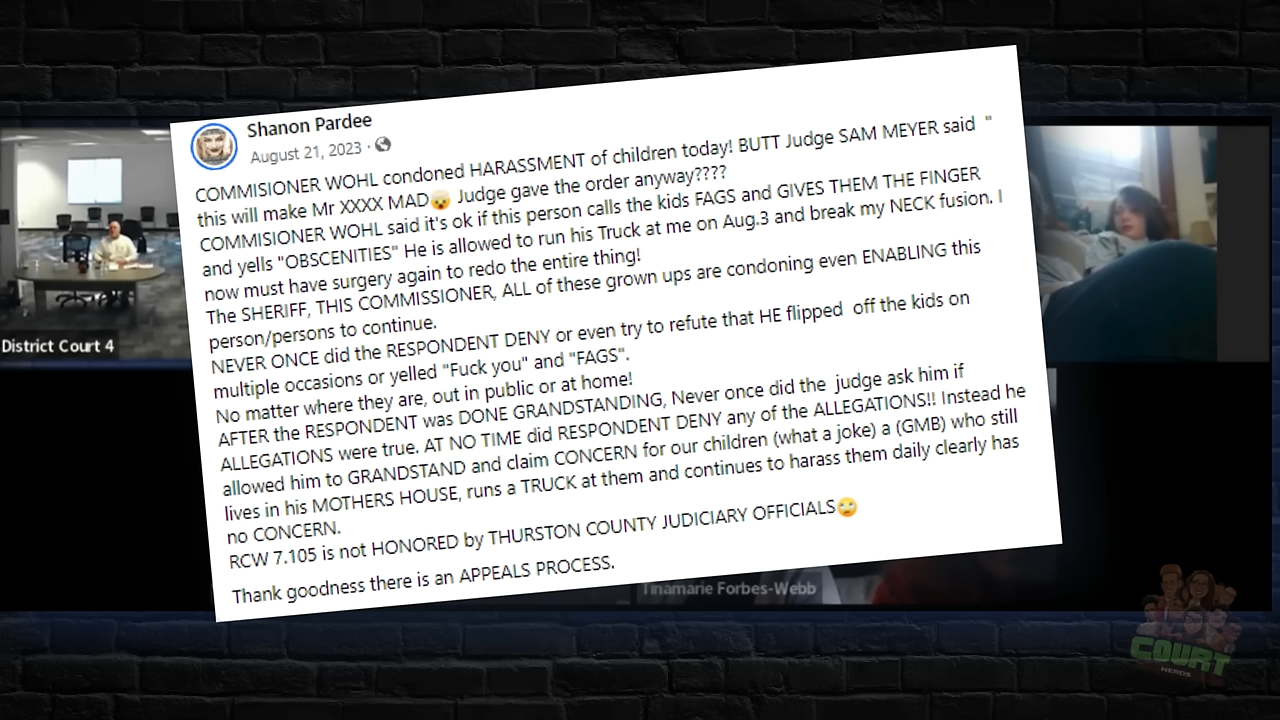 Shanon Pardee
August 21, 2023 ·
COMMISIONER WOHL condoned HARASSMENT of children today! BUTT Judge SAM MEYER said "
this will make Mr XXXX MAD😮 Judge gave the order anyway????
COMMISIONER WOHL said it's ok if this person calls the kids FAGS and GIVES THEM THE FINGER
and yells "OBSCENITIES" He is allowed to run his Truck at me on Aug.3 and break my NECK fusion. I
now must have surgery again to redo the entire thing!
The SHERIFF, THIS COMMISSIONER, ALL of these grown ups are condoning even ENABLING this
person/persons to continue.
NEVER ONCE did the RESPONDENT DENY or even try to refute that HE flipped off the kids on
multiple occasions or yelled "Fuck you" and "FAGS".
No matter where they are, out in public or at home!
AFTER the RESPONDENT was DONE GRANDSTANDING, Never once did the judge ask him if
ALLEGATIONS were true. AT NO TIME did RESPONDENT DENY any of the ALLEGATIONS!! Instead he
allowed him to GRANDSTAND and claim CONCERN for our children (what a joke) a (GMB) who still
lives in his MOTHERS HOUSE, runs a TRUCK at them and continues to harass them daily clearly has
no CONCERN.
RCW 7.105 is not HONORED by THURSTON COUNTY JUDICIARY OFFICIALS🙄
Thank goodness there is an APPEALS PROCESS.
District Court 4
Tinamarie Forbes-Webb
COURT
NERDS